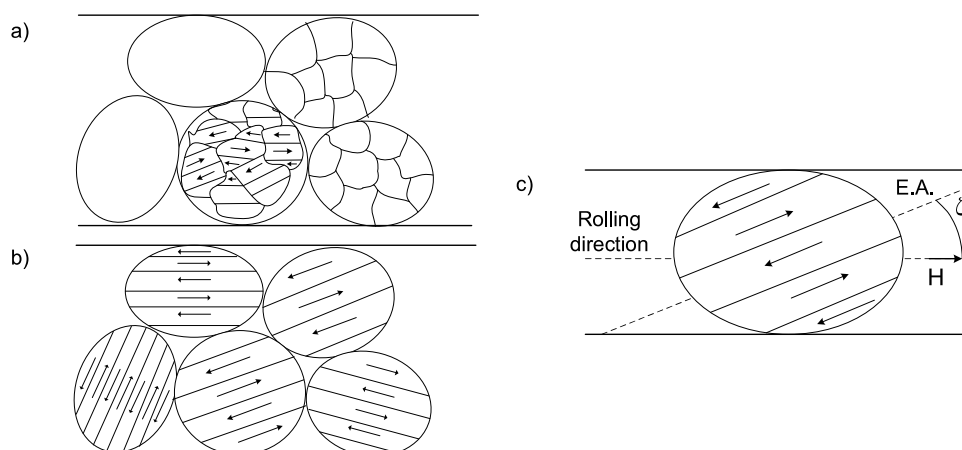 a)
b)
c)
Rolling
direction
E.A.
H